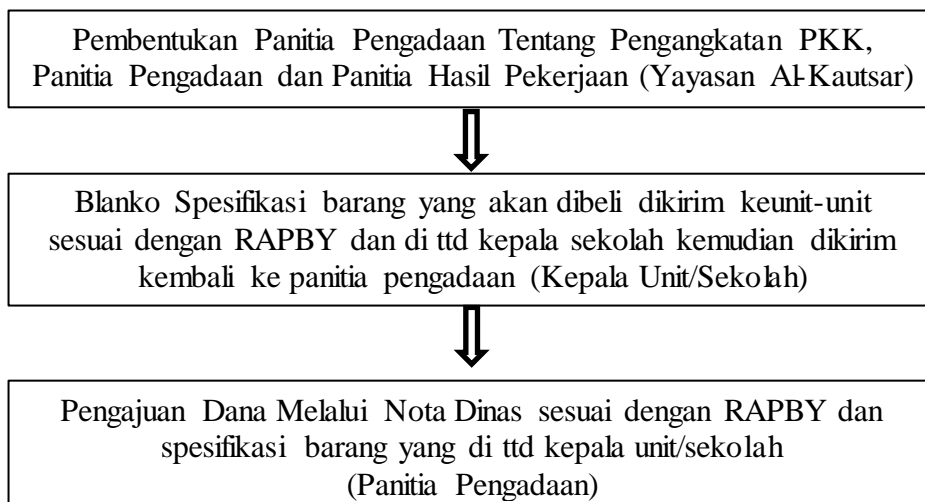 Pembentukan Panitia Pengadaan Tentang Pengangkatan PKK,
Panitia Pengadaan dan Panitia Hasil Pekerjaan (Yayasan Al-Kautsar)
Blanko Spesifikasi barang yang akan dibeli dikirim keunit-unit
sesuai dengan RAPBY dan di ttd kepala sekolah kemudian dikirim
kembali ke panitia pengadaan (Kepala Unit/Sekolah)
Pengajuan Dana Melalui Nota Dinas sesuai dengan RAPBY dan
spesifikasi barang yang di ttd kepala unit/sekolah
(Panitia Pengadaan)